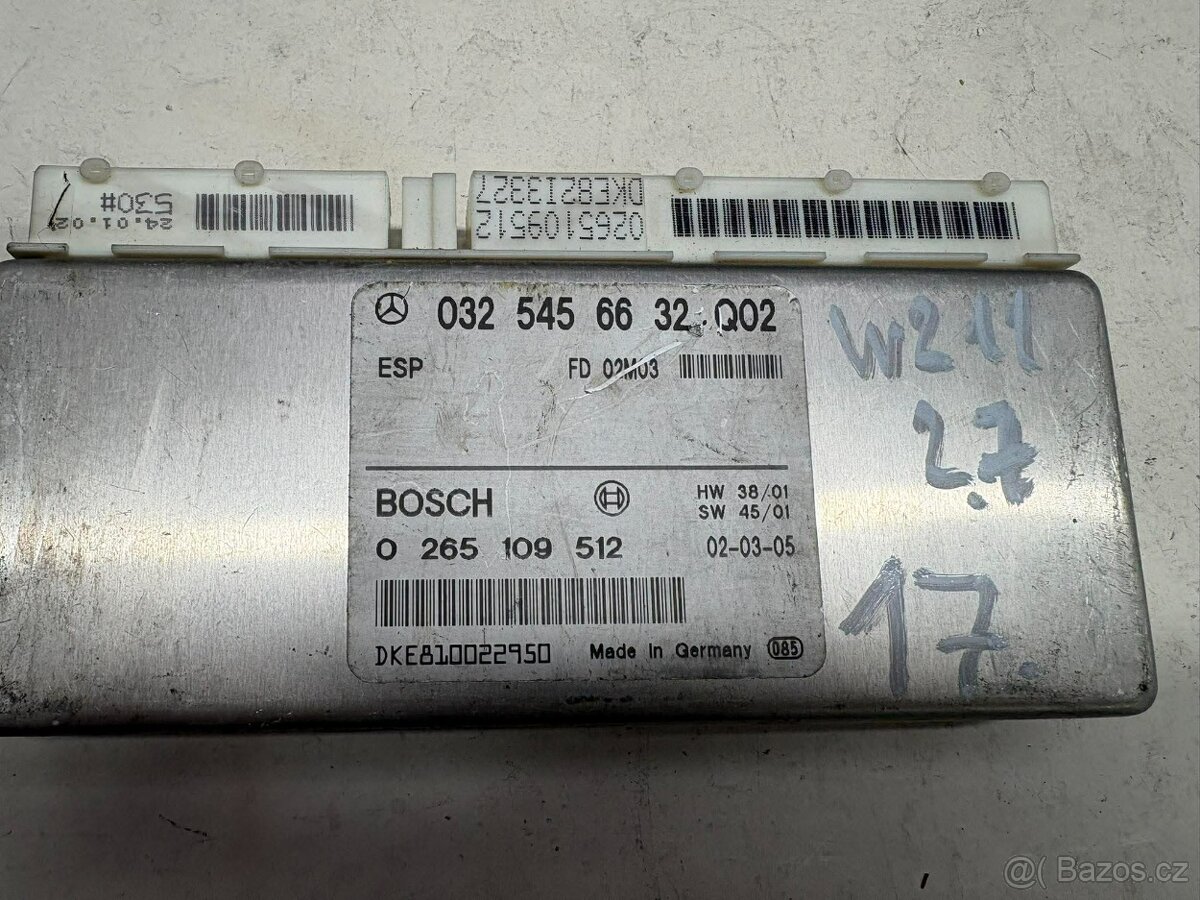 24.01.02
530#
DKE8213327
0265109512
032 545 66 32 Q02
ESP FD 02M03
BOSCH HW 38/01
SW 45/01
0 265 109 512 02-03-05
DKE810022950 Made in Germany 085
W211
2.7
17.
@( Bazos.cz